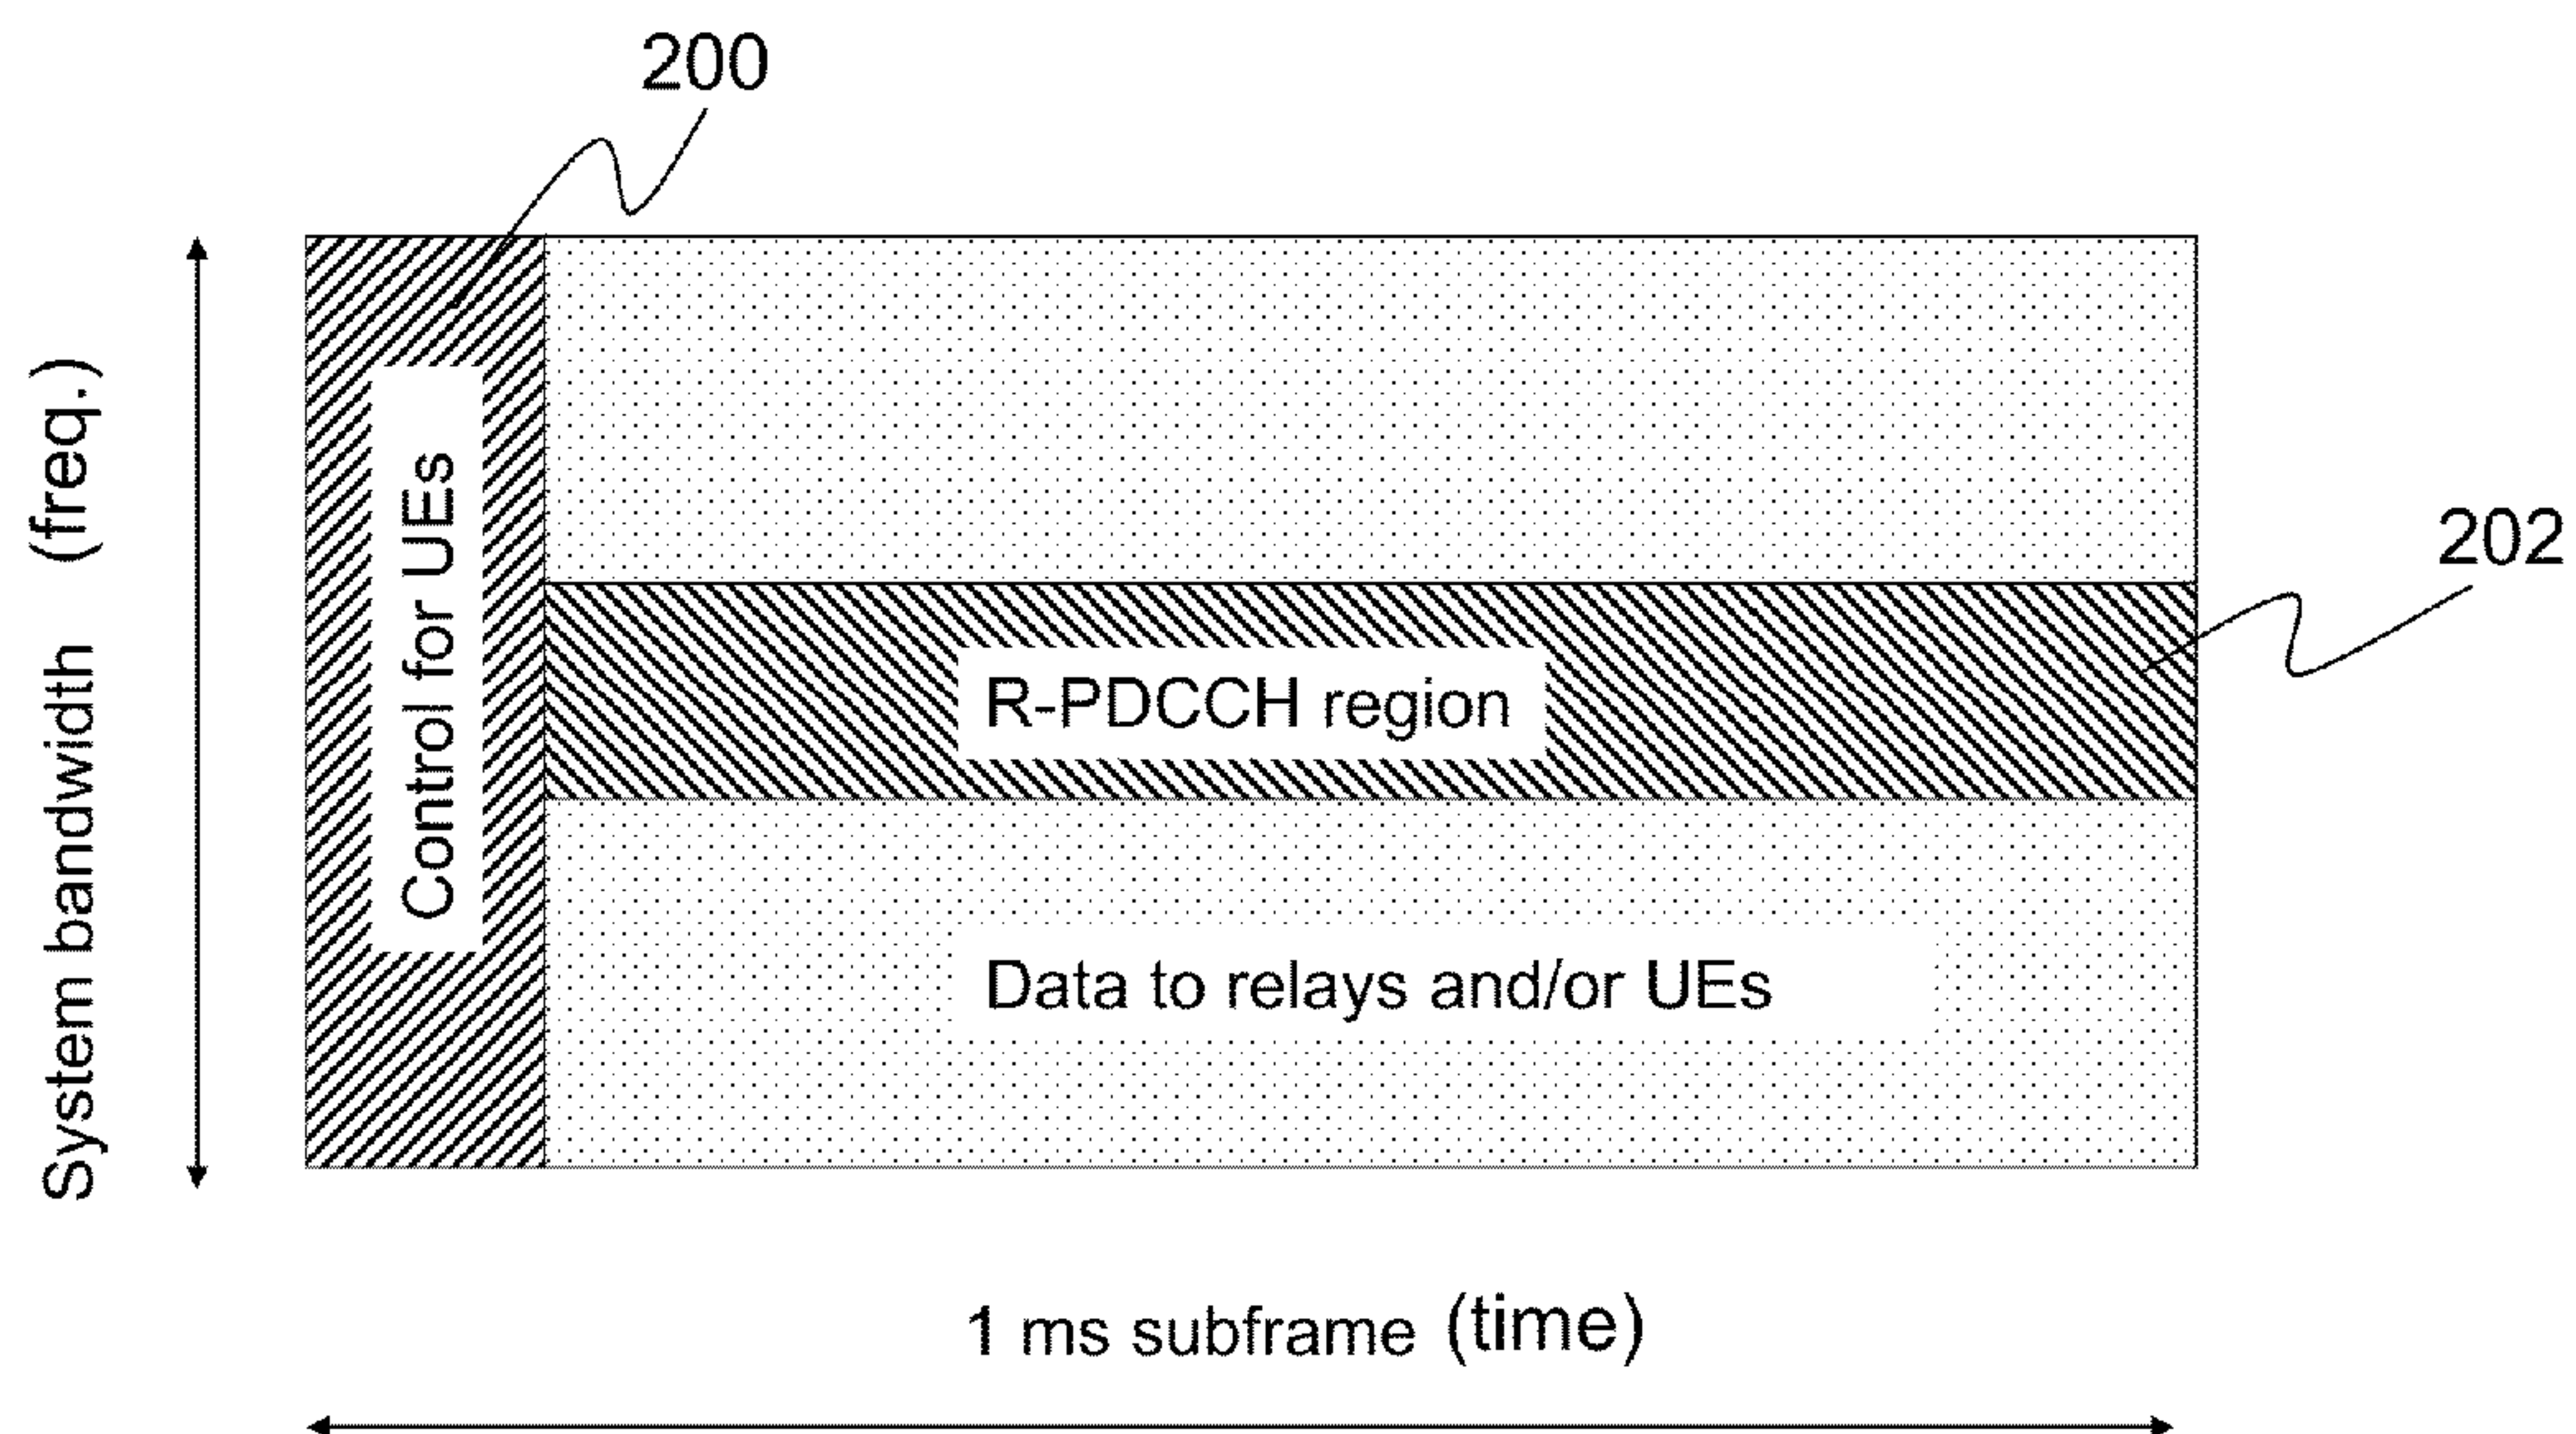 200
System bandwidth (freq.)
Control for UEs
202
R-PDCCH region
Data to relays and/or UEs
1 ms subframe (time)